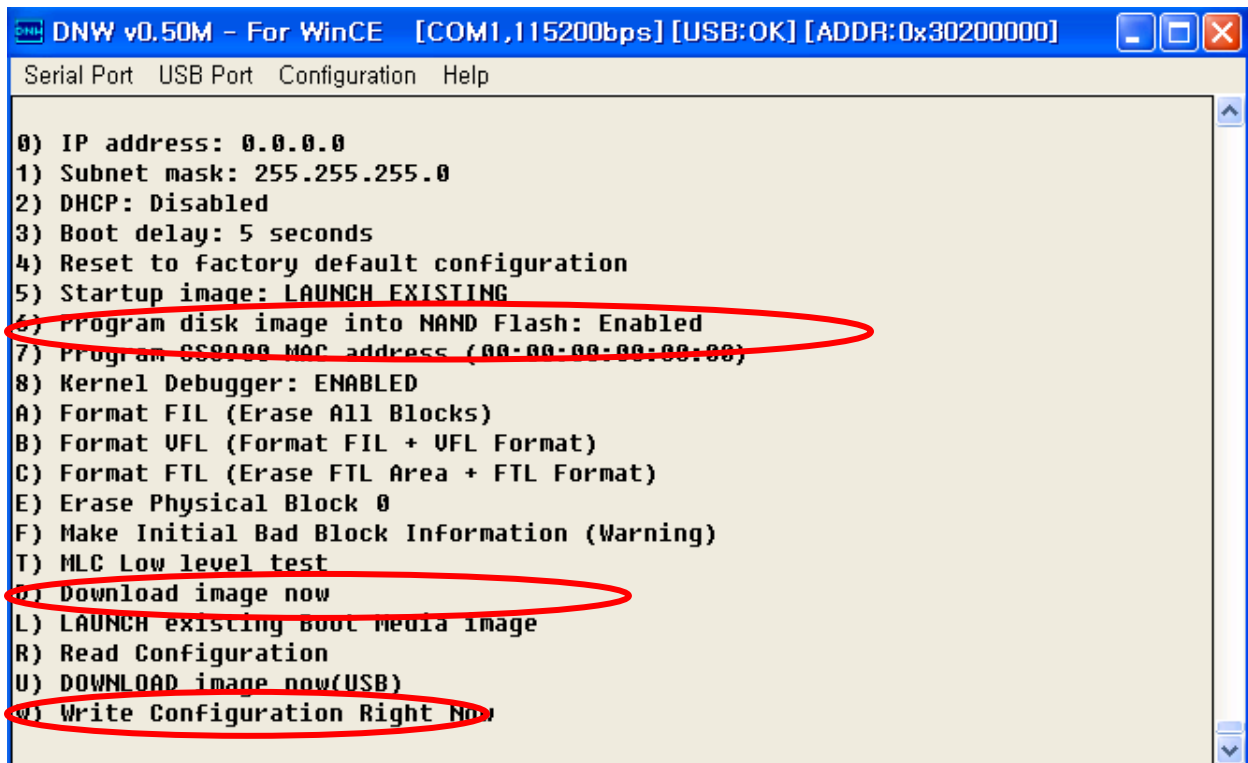 DNW v0.50M - For WinCE [COM1,115200bps] [USB:OK] [ADDR:0x30200000]
Serial Port USB Port Configuration Help
0) IP address: 0.0.0.0
1) Subnet mask: 255.255.255.0
2) DHCP: Disabled
3) Boot delay: 5 seconds
4) Reset to factory default configuration
5) Startup image: LAUNCH EXISTING
6) Program disk image into NAND Flash: Enabled
7) Program CS8900 MAC address (00:00:00:00:00:00)
8) Kernel Debugger: ENABLED
A) Format FIL (Erase All Blocks)
B) Format VFL (Format FIL + VFL Format)
C) Format FTL (Erase FTL Area + FTL Format)
E) Erase Physical Block 0
F) Make Initial Bad Block Information (Warning)
T) MLC Low level test
D) Download image now
L) LAUNCH existing Boot Media image
R) Read Configuration
U) DOWNLOAD image now(USB)
W) Write Configuration Right Now